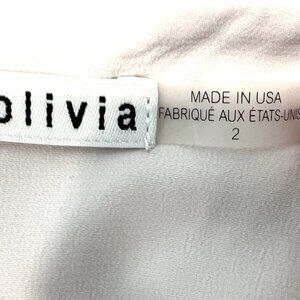 olivia
MADE IN USA
FABRIQUÉ AUX ÉTATS-UNIS
2